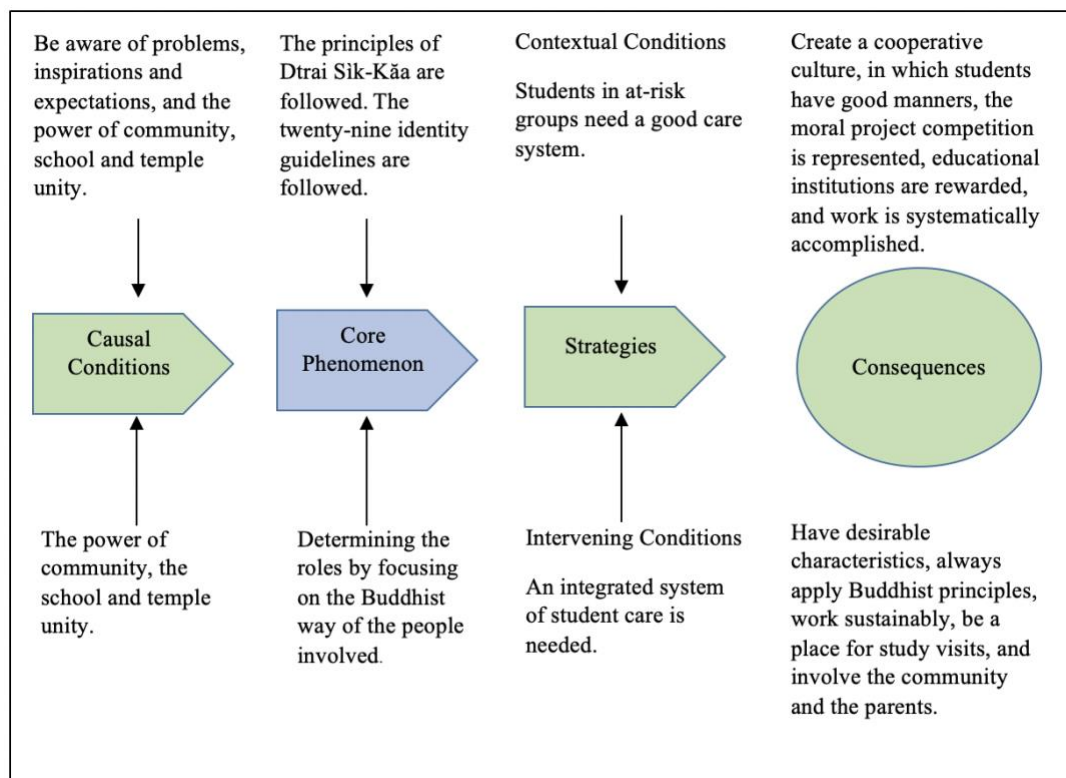 Be aware of problems,
inspirations and
expectations, and the
power of community,
school and temple
unity.
The principles of
Dtrai Sìk-Kăa are
followed. The
twenty-nine identity
guidelines are
followed.
Contextual Conditions
Students in at-risk
groups need a good care
system.
Create a cooperative
culture, in which students
have good manners, the
moral project competition
is represented, educational
institutions are rewarded,
and work is systematically
accomplished.
Causal
Conditions
Core
Phenomenon
Strategies
Consequences
The power of
community, the
school and temple
unity.
Determining the
roles by focusing
on the Buddhist
way of the people
involved.
Intervening Conditions
An integrated system
of student care is
needed.
Have desirable
characteristics, always
apply Buddhist principles,
work sustainably, be a
place for study visits, and
involve the community
and the parents.